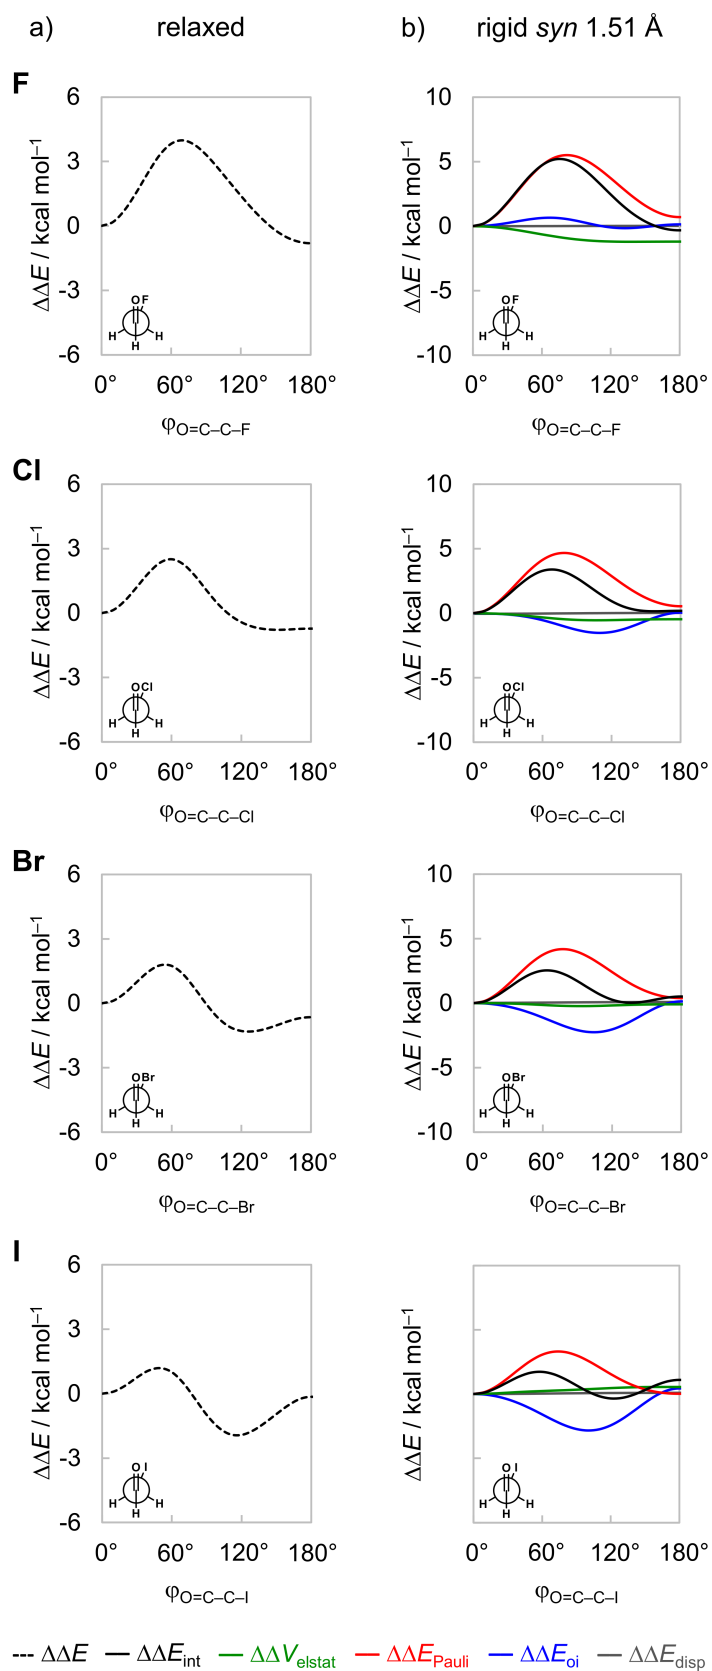 a) relaxed b) rigid syn 1.51 Å
F
6 10
3 5
0 0
-3 -5
-6 -10
ΔΔE / kcal mol⁻¹ ΔΔE / kcal mol⁻¹
O F O F
H H H H
H H
0° 60° 120° 180° 0° 60° 120° 180°
φO=C–C–F φO=C–C–F
Cl
6 10
3 5
0 0
-3 -5
-6 -10
ΔΔE / kcal mol⁻¹ ΔΔE / kcal mol⁻¹
O Cl O Cl
H H H H
H H
0° 60° 120° 180° 0° 60° 120° 180°
φO=C–C–Cl φO=C–C–Cl
Br
6 10
3 5
0 0
-3 -5
-6 -10
ΔΔE / kcal mol⁻¹ ΔΔE / kcal mol⁻¹
O Br O Br
H H H H
H H
0° 60° 120° 180° 0° 60° 120° 180°
φO=C–C–Br φO=C–C–Br
I
6
3
0
-3
-6
ΔΔE / kcal mol⁻¹ ΔΔE / kcal mol⁻¹
O I O I
H H H H
H H
0° 60° 120° 180° 0° 60° 120° 180°
φO=C–C–I φO=C–C–I
ΔΔE ΔΔEint ΔΔVelstat ΔΔEPauli ΔΔEoi ΔΔEdisp